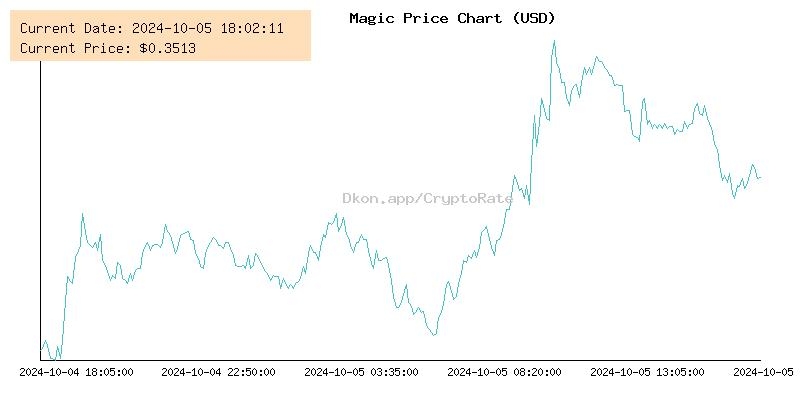 Magic Price Chart (USD)
Current Date: 2024-10-05 18:02:11
Current Price: $0.3513
Dkon.app/CryptoRate
2024-10-04 18:05:00 2024-10-04 22:50:00 2024-10-05 03:35:00 2024-10-05 08:20:00 2024-10-05 13:05:00 2024-10-05